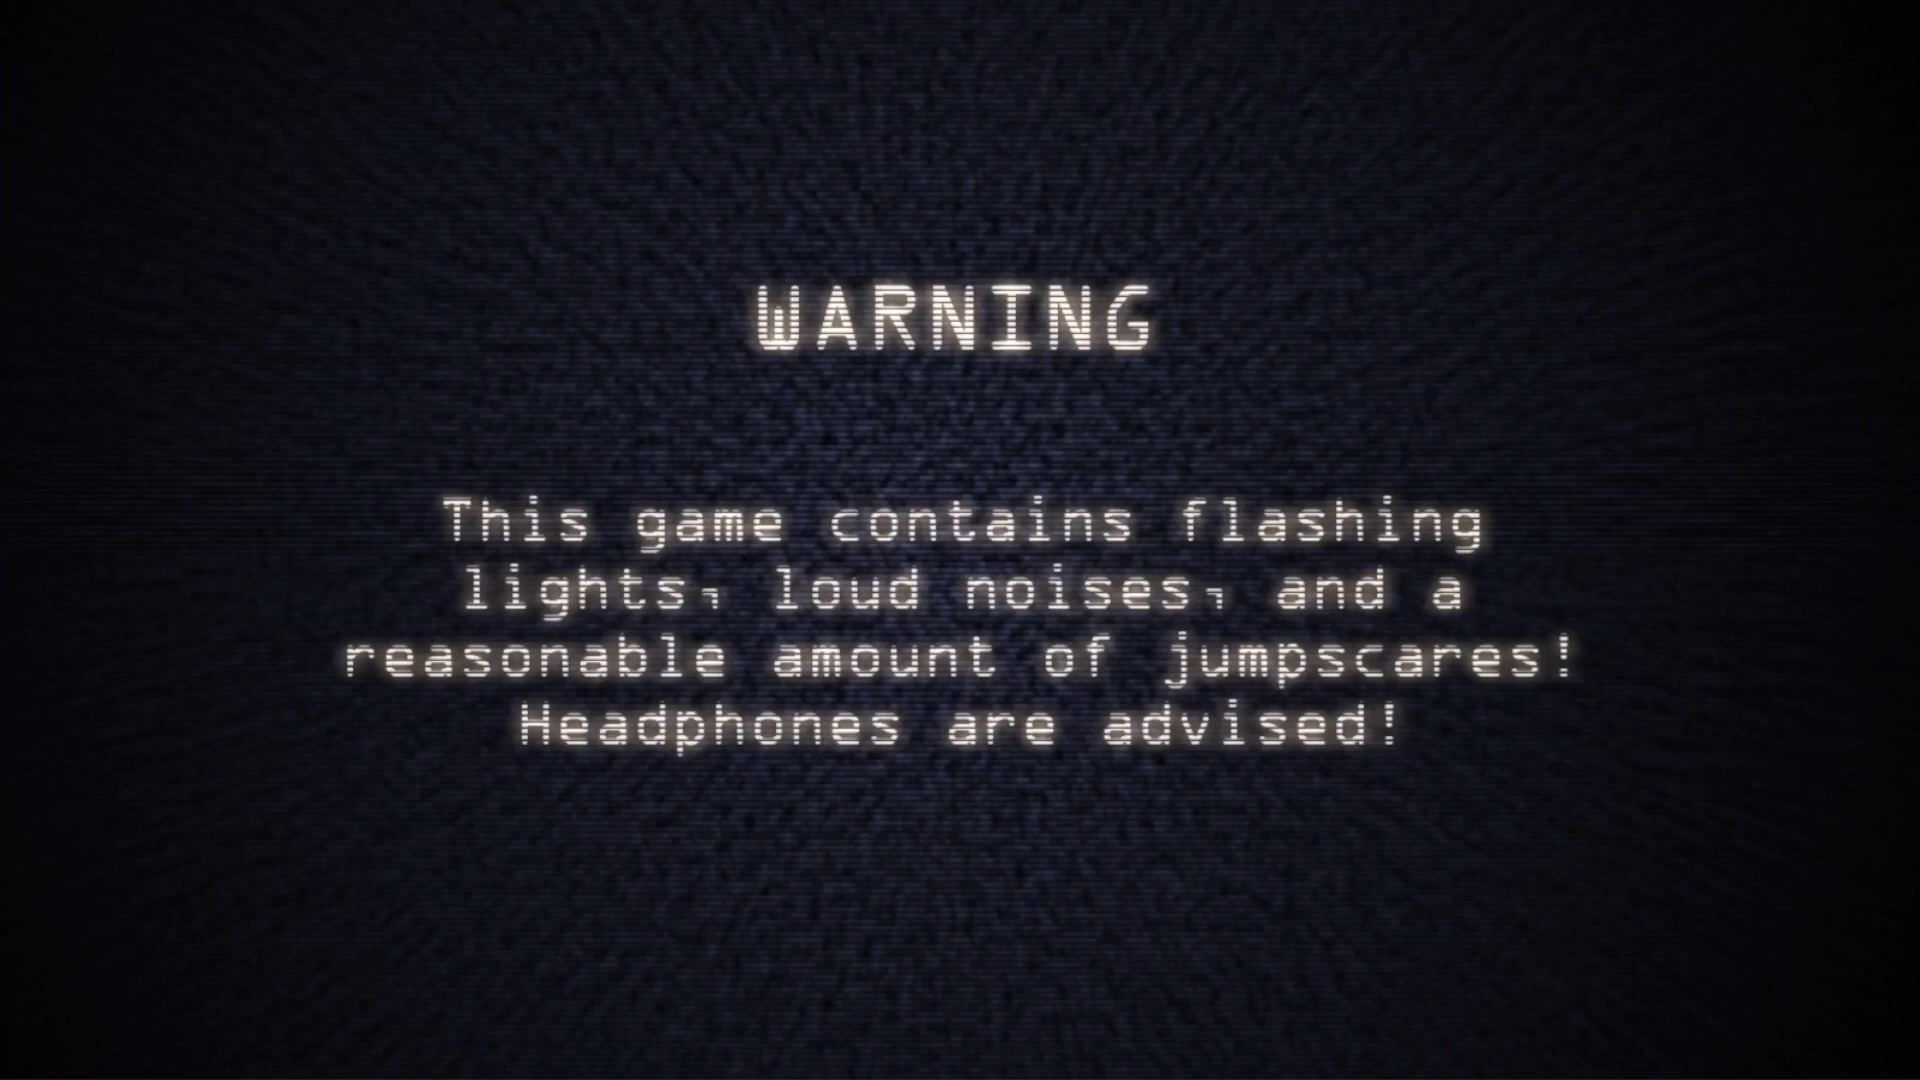 WARNING
This game contains flashing
lights, loud noises, and a
reasonable amount of jumpscares!
Headphones are advised!